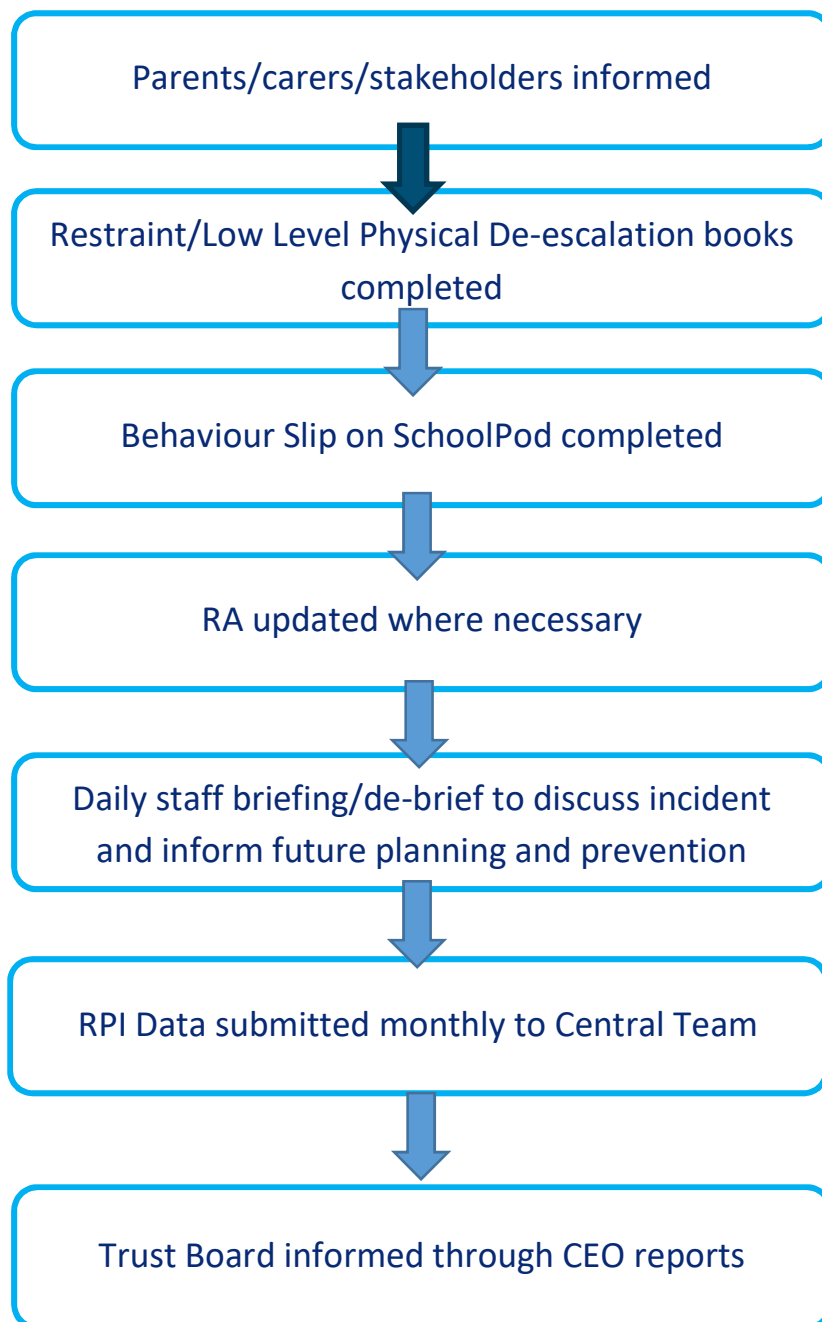 Parents/carers/stakeholders informed
Restraint/Low Level Physical De-escalation books
completed
Behaviour Slip on SchoolPod completed
RA updated where necessary
Daily staff briefing/de-brief to discuss incident
and inform future planning and prevention
RPI Data submitted monthly to Central Team
Trust Board informed through CEO reports